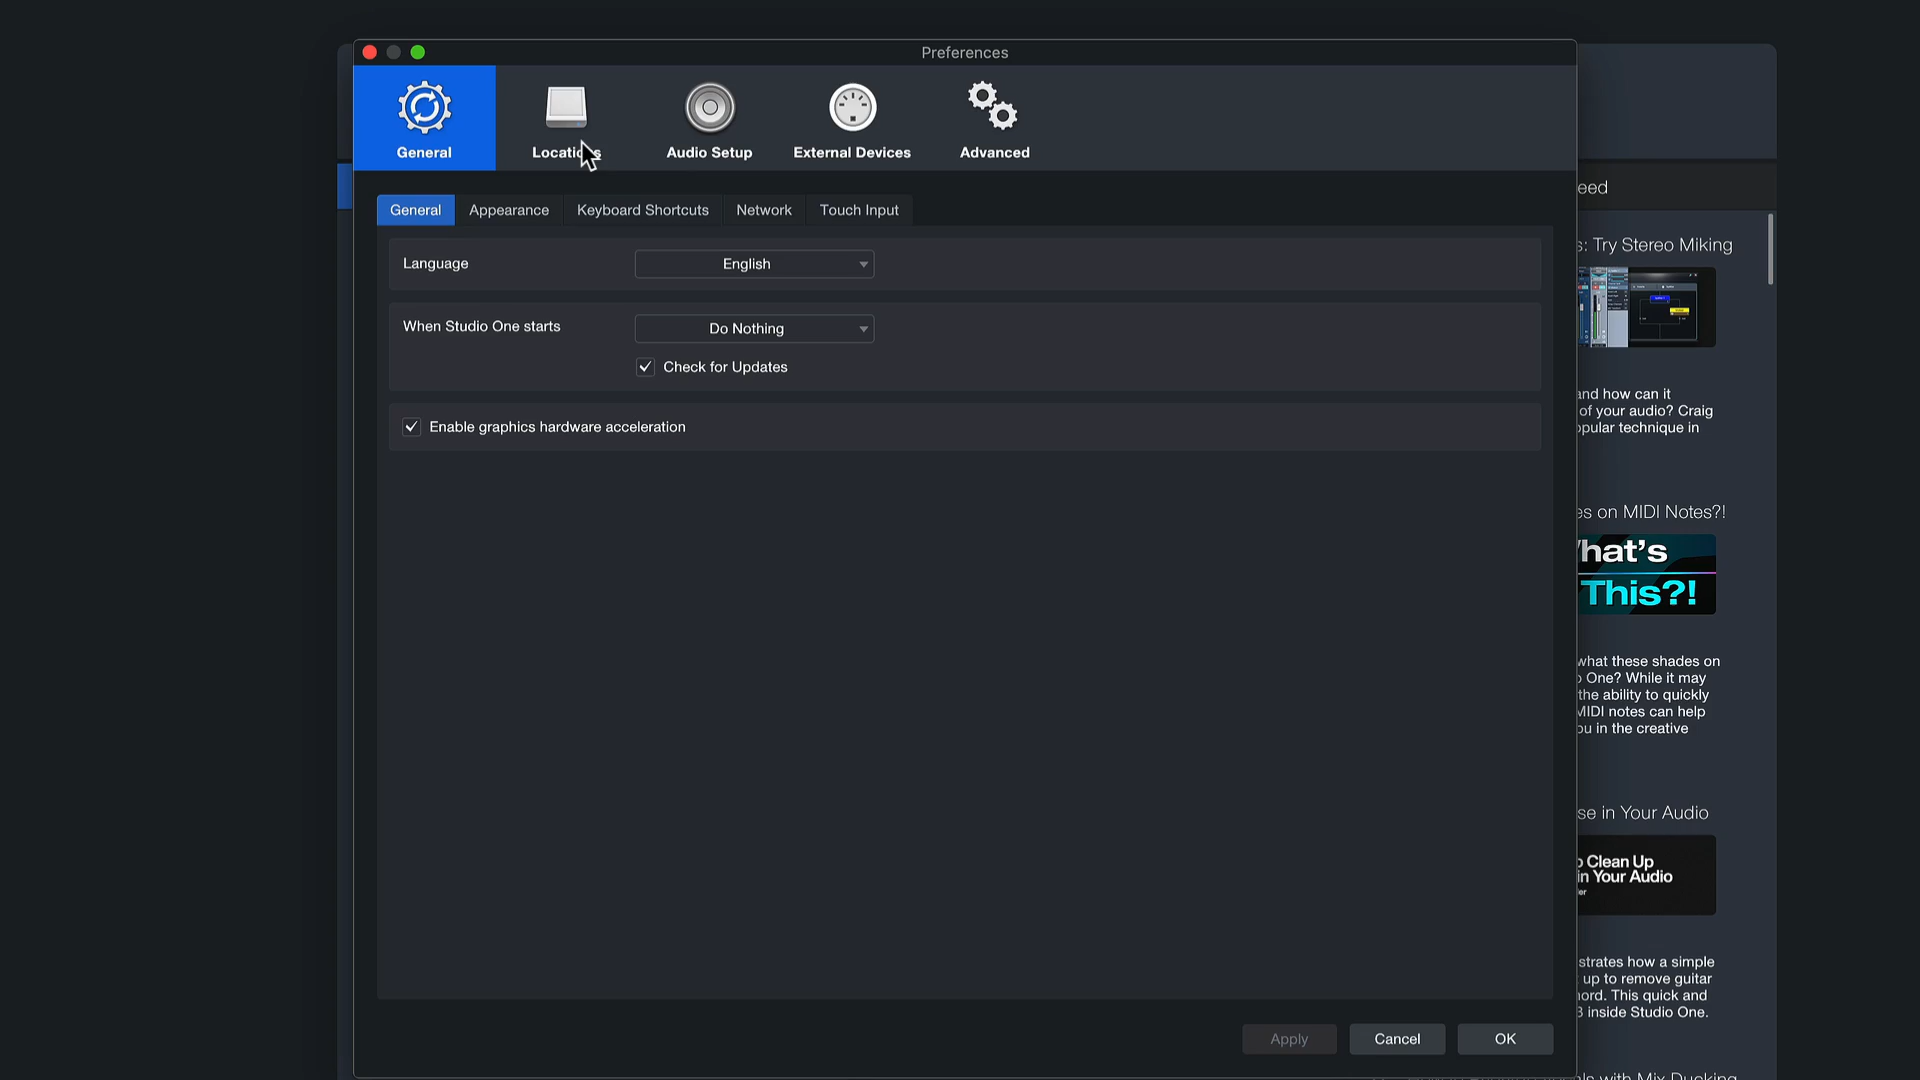 Preferences
General
Locations
Audio Setup
External Devices
Advanced
General
Appearance
Keyboard Shortcuts
Network
Touch Input
Language
English
When Studio One starts
Do Nothing
Check for Updates
Enable graphics hardware acceleration
Apply
Cancel
OK
eed
s: Try Stereo Miking
and how can it
of your audio? Craig
opular technique in
es on MIDI Notes?!
What's
This?!
what these shades on
o One? While it may
the ability to quickly
MIDI notes can help
ou in the creative
se in Your Audio
o Clean Up
in Your Audio
strates how a simple
up to remove guitar
hord. This quick and
3 inside Studio One.
with Mix Ducking